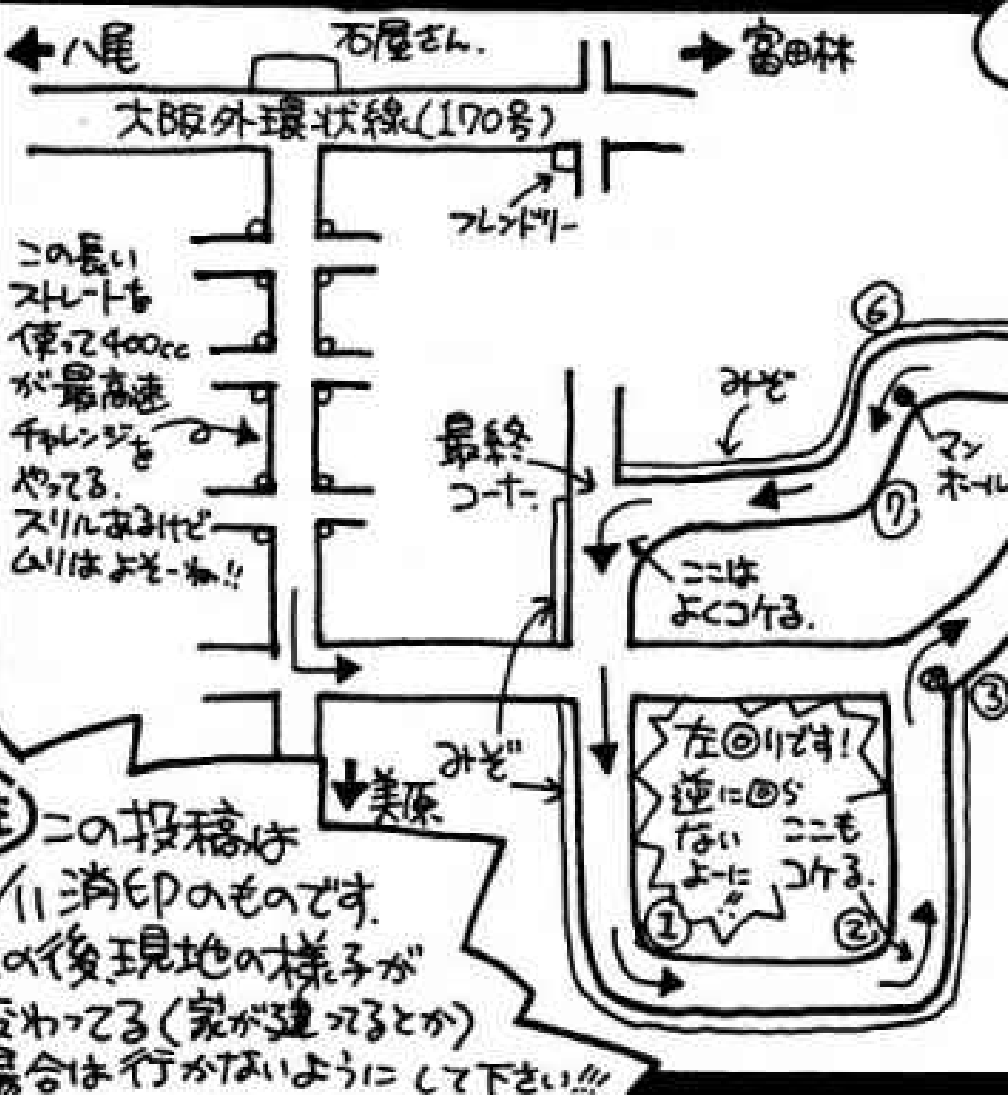 八尾
石屋さん.
富田林
大阪外環状線(170号)
フレンドリー
この長い
ストレートを
使って400cc
が最高速
チャレンジを
やってる.
スリルあるけど
ムリはよそーね!!
最終
コーナー.
みぞ
⑥
マン
ホール
⑦
ここは
よくコケる.
③
みぞ
美原
左回りです!
逆に回ら
ない
よーに
!!
ここも
コケる.
①
②
この投稿は
/11消印のものです.
の後、現地の様子が
変わってる(家が建ってるとか)
場合は行かないようにして下さい!!!